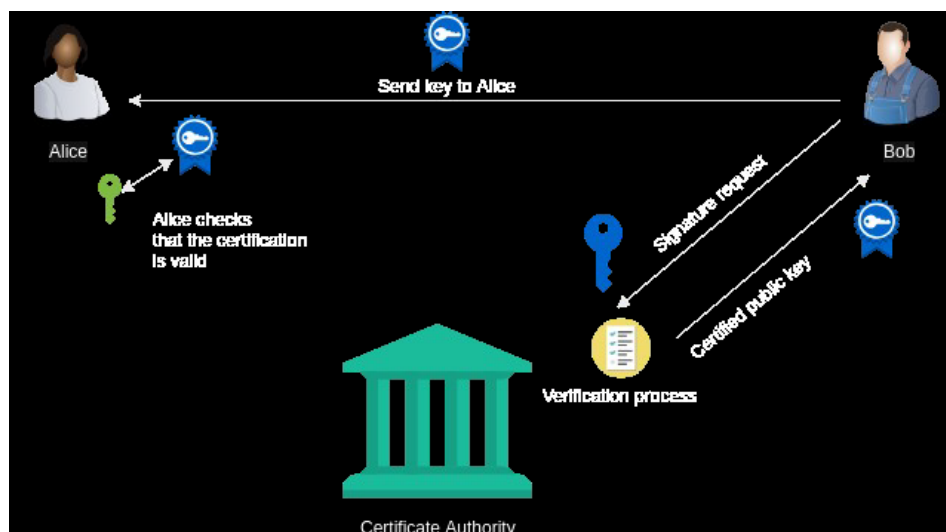 Send key to Alice
Alice
Bob
Signature request
Alice checks
that the certification
is valid
Certified public key
Verification process
Certificate Authority